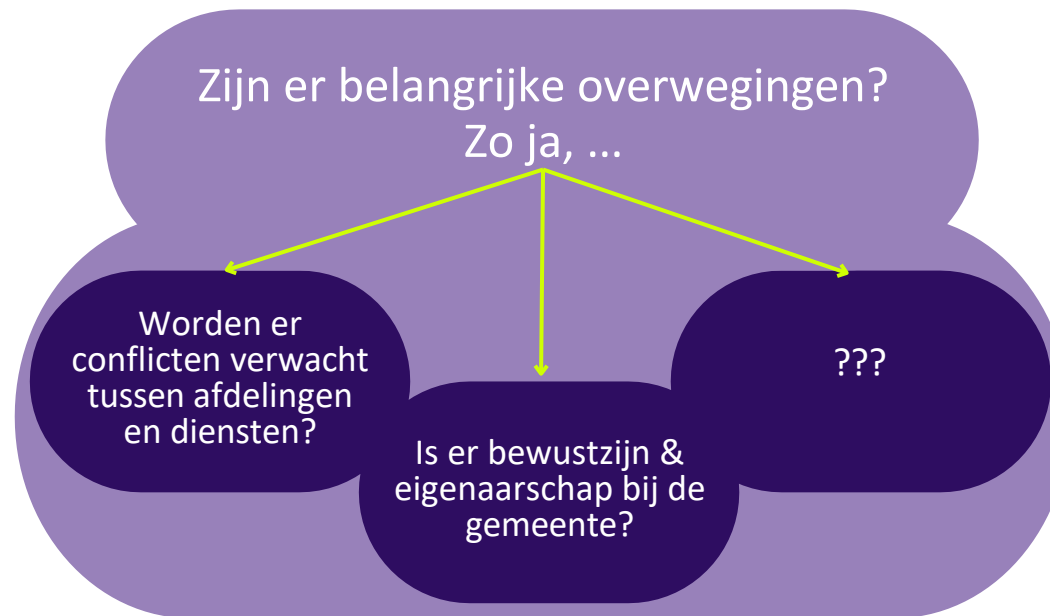 Zijn er belangrijke overwegingen?
Zo ja, ...
Worden er
conflicten verwacht
tussen afdelingen
en diensten?
Is er bewustzijn &
eigenaarschap bij de
gemeente?
???